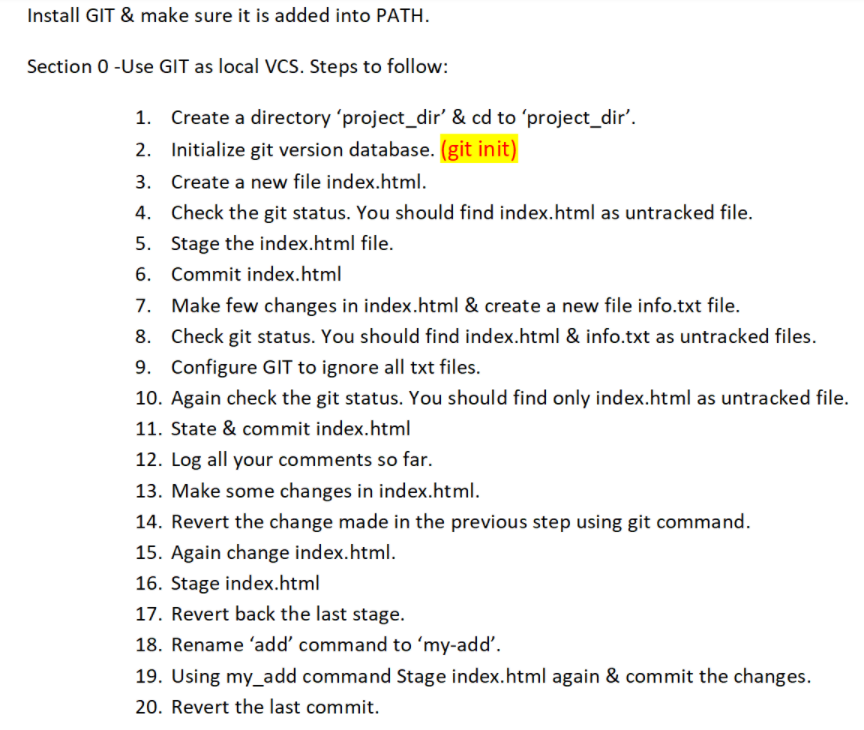 Install GIT & make sure it is added into PATH.
Section 0 -Use GIT as local VCS. Steps to follow:
1. Create a directory ‘project_dir’ & cd to ‘project_dir’.
2. Initialize git version database. (git init)
3. Create a new file index.html.
4. Check the git status. You should find index.html as untracked file.
5. Stage the index.html file.
6. Commit index.html
7. Make few changes in index.html & create a new file info.txt file.
8. Check git status. You should find index.html & info.txt as untracked files.
9. Configure GIT to ignore all txt files.
10. Again check the git status. You should find only index.html as untracked file.
11. State & commit index.html
12. Log all your comments so far.
13. Make some changes in index.html.
14. Revert the change made in the previous step using git command.
15. Again change index.html.
16. Stage index.html
17. Revert back the last stage.
18. Rename ‘add’ command to ‘my-add’.
19. Using my_add command Stage index.html again & commit the changes.
20. Revert the last commit.